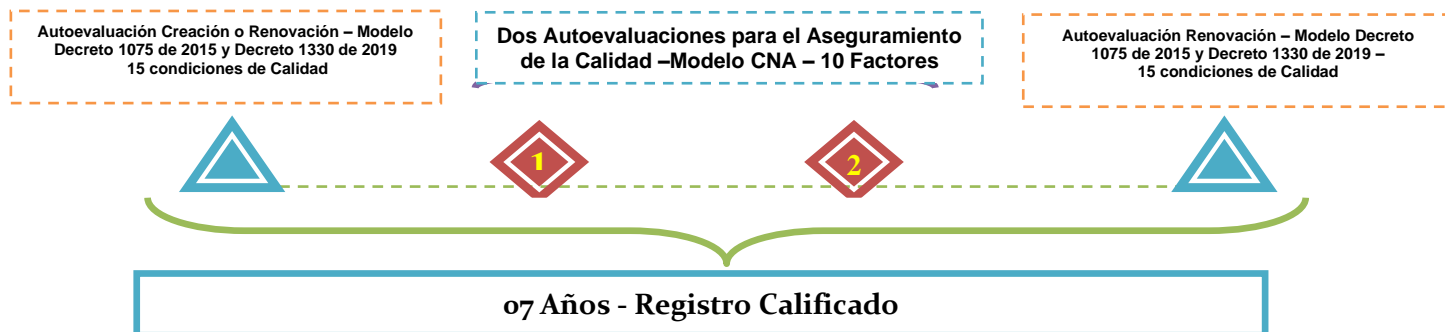 Autoevaluación Creación o Renovación – Modelo
Decreto 1075 de 2015 y Decreto 1330 de 2019
15 condiciones de Calidad
Dos Autoevaluaciones para el Aseguramiento
de la Calidad –Modelo CNA – 10 Factores
Autoevaluación Renovación – Modelo Decreto
1075 de 2015 y Decreto 1330 de 2019 –
15 condiciones de Calidad
1
2
07 Años - Registro Calificado